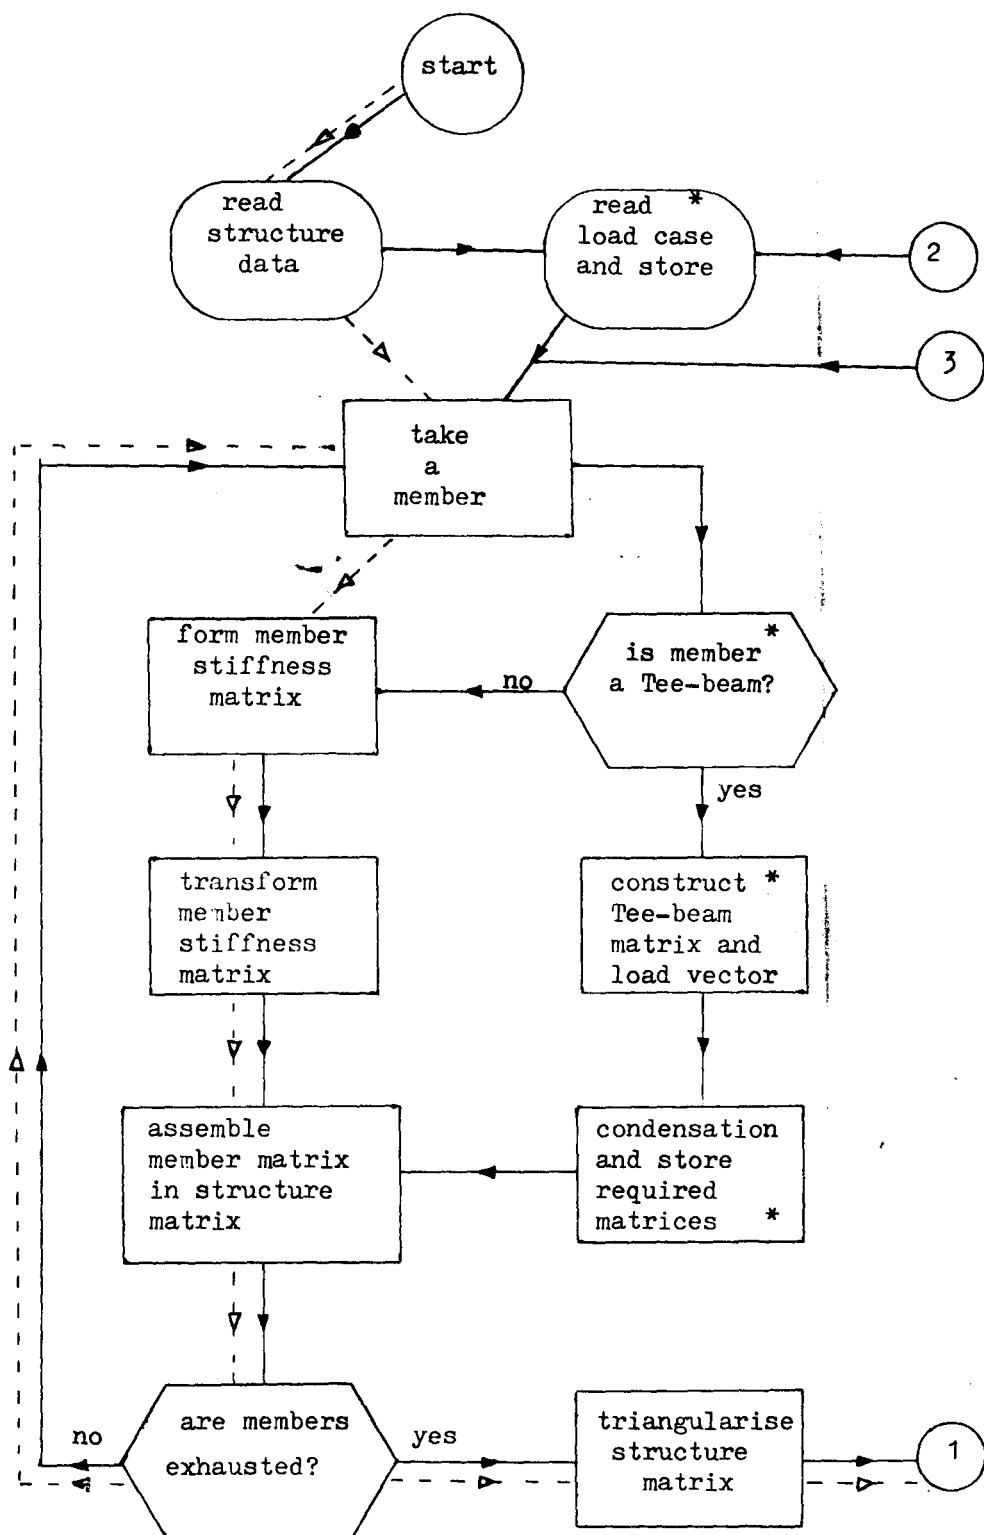 start
read
structure
data
read *
load case
and store
2
3
take
a
member
form member
stiffness
matrix
no
*
is member
a Tee-beam?
yes
transform
member
stiffness
matrix
construct *
Tee-beam
matrix and
load vector
assemble
member matrix
in structure
matrix
condensation
and store
required
matrices *
no
are members
exhausted?
yes
triangularise
structure
matrix
1